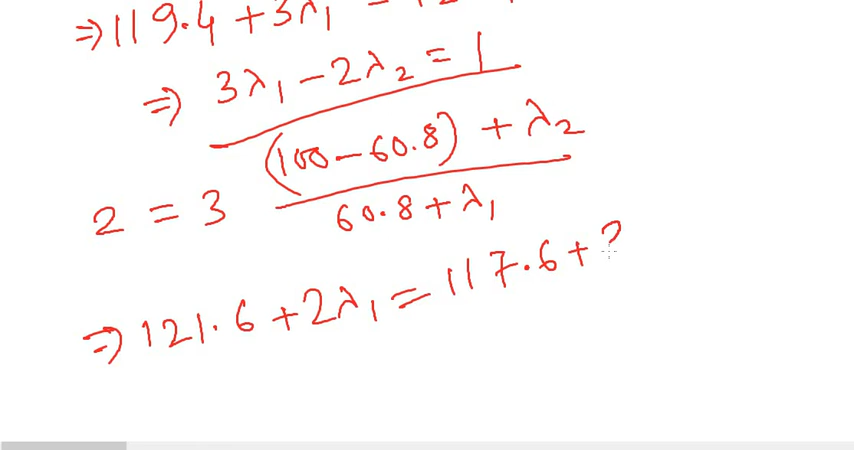 ⇒ 119.4 + 3λ₁
⇒ 3λ₁ − 2λ₂ = 1
2 = 3 ((100 − 60.8) + λ₂) / (60.8 + λ₁)
⇒ 121.6 + 2λ₁ = 117.6 +